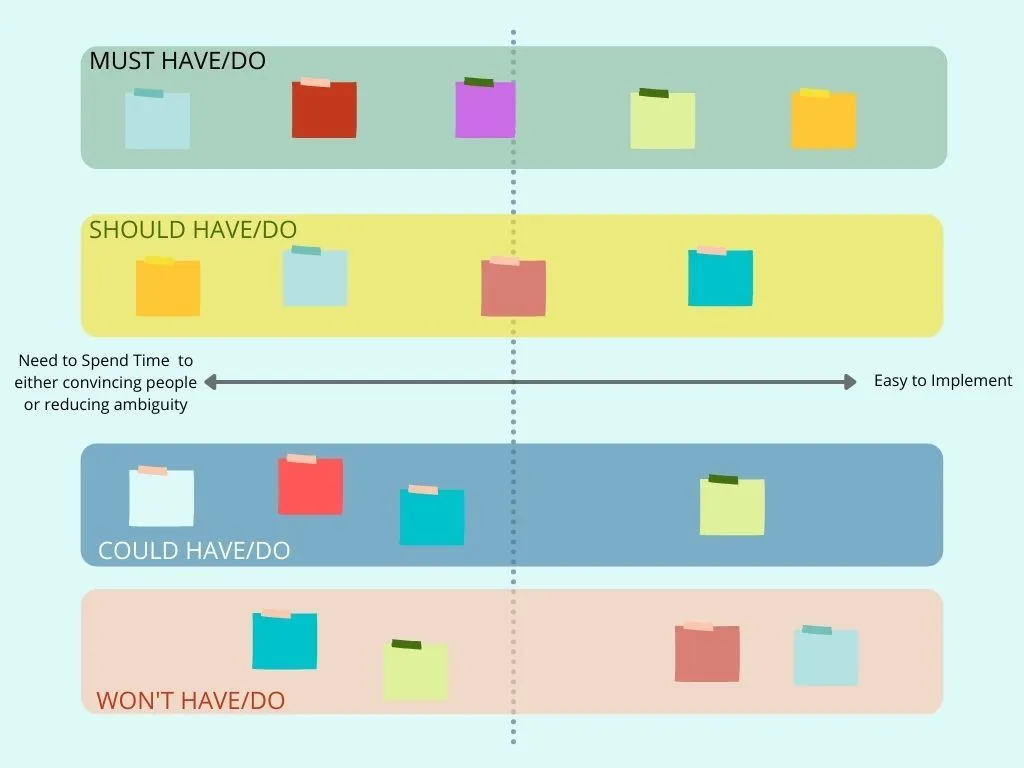 MUST HAVE/DO
SHOULD HAVE/DO
Need to Spend Time to
either convincing people
or reducing ambiguity
Easy to Implement
COULD HAVE/DO
WON'T HAVE/DO